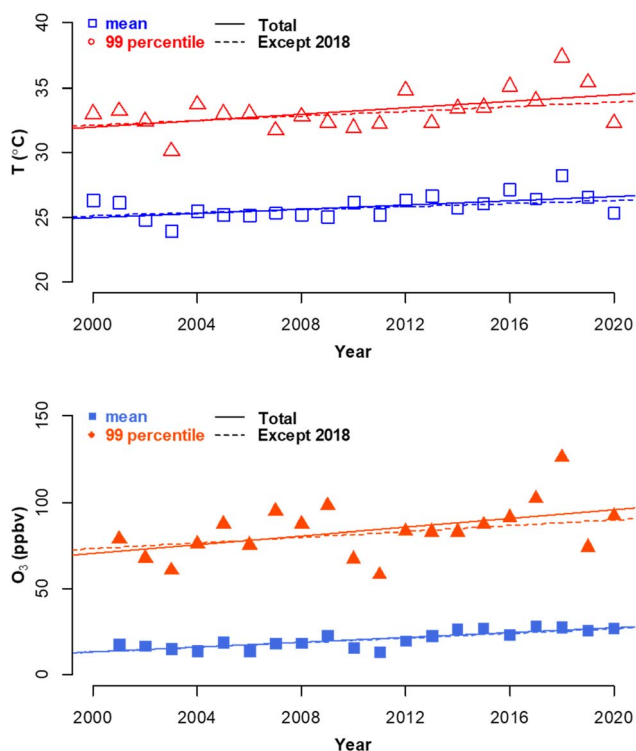 40
35
30
25
20
T (°C)
mean
Total
99 percentile
Except 2018
2000 2004 2008 2012 2016 2020
Year
150
100
50
0
O₃ (ppbv)
mean
Total
99 percentile
Except 2018
2000 2004 2008 2012 2016 2020
Year